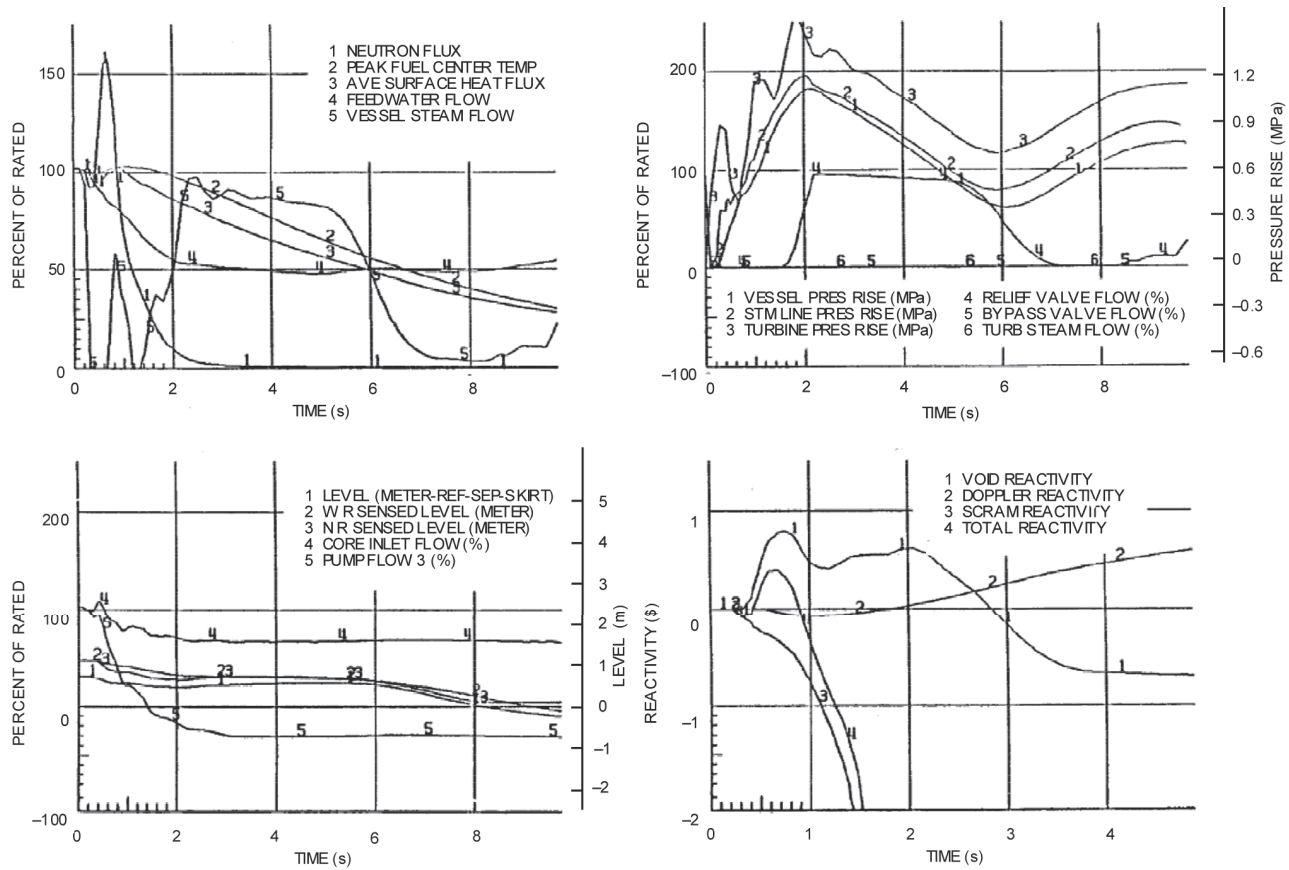 1 NEUTRON FLUX
2 PEAK FUEL CENTER TEMP
3 AVE SURFACE HEAT FLUX
4 FEEDWATER FLOW
5 VESSEL STEAM FLOW
150
100
50
0
PERCENT OF RATED
0 2 4 6 8
TIME (s)
200
100
0
–100
PERCENT OF RATED
1.2
0.9
0.6
0.3
0
–0.3
–0.6
PRESSURE RISE (MPa)
1 VESSEL PRES RISE (MPa)
2 STM LINE PRES RISE (MPa)
3 TURBINE PRES RISE (MPa)
4 RELIEF VALVE FLOW (%)
5 BYPASS VALVE FLOW (%)
6 TURB STEAM FLOW (%)
0 2 4 6 8
TIME (s)
1 LEVEL (METER-REF-SEP-SKIRT)
2 W R SENSED LEVEL (METER)
3 N R SENSED LEVEL (METER)
4 CORE INLET FLOW (%)
5 PUMP FLOW 3 (%)
200
100
0
–100
PERCENT OF RATED
5
4
3
2
1
0
–1
–2
LEVEL (m)
0 2 4 6 8
TIME (s)
1 VOID REACTIVITY
2 DOPPLER REACTIVITY
3 SCRAM REACTIVITY
4 TOTAL REACTIVITY
1
0
–1
–2
REACTIVITY ($)
0 1 2 3 4
TIME (s)